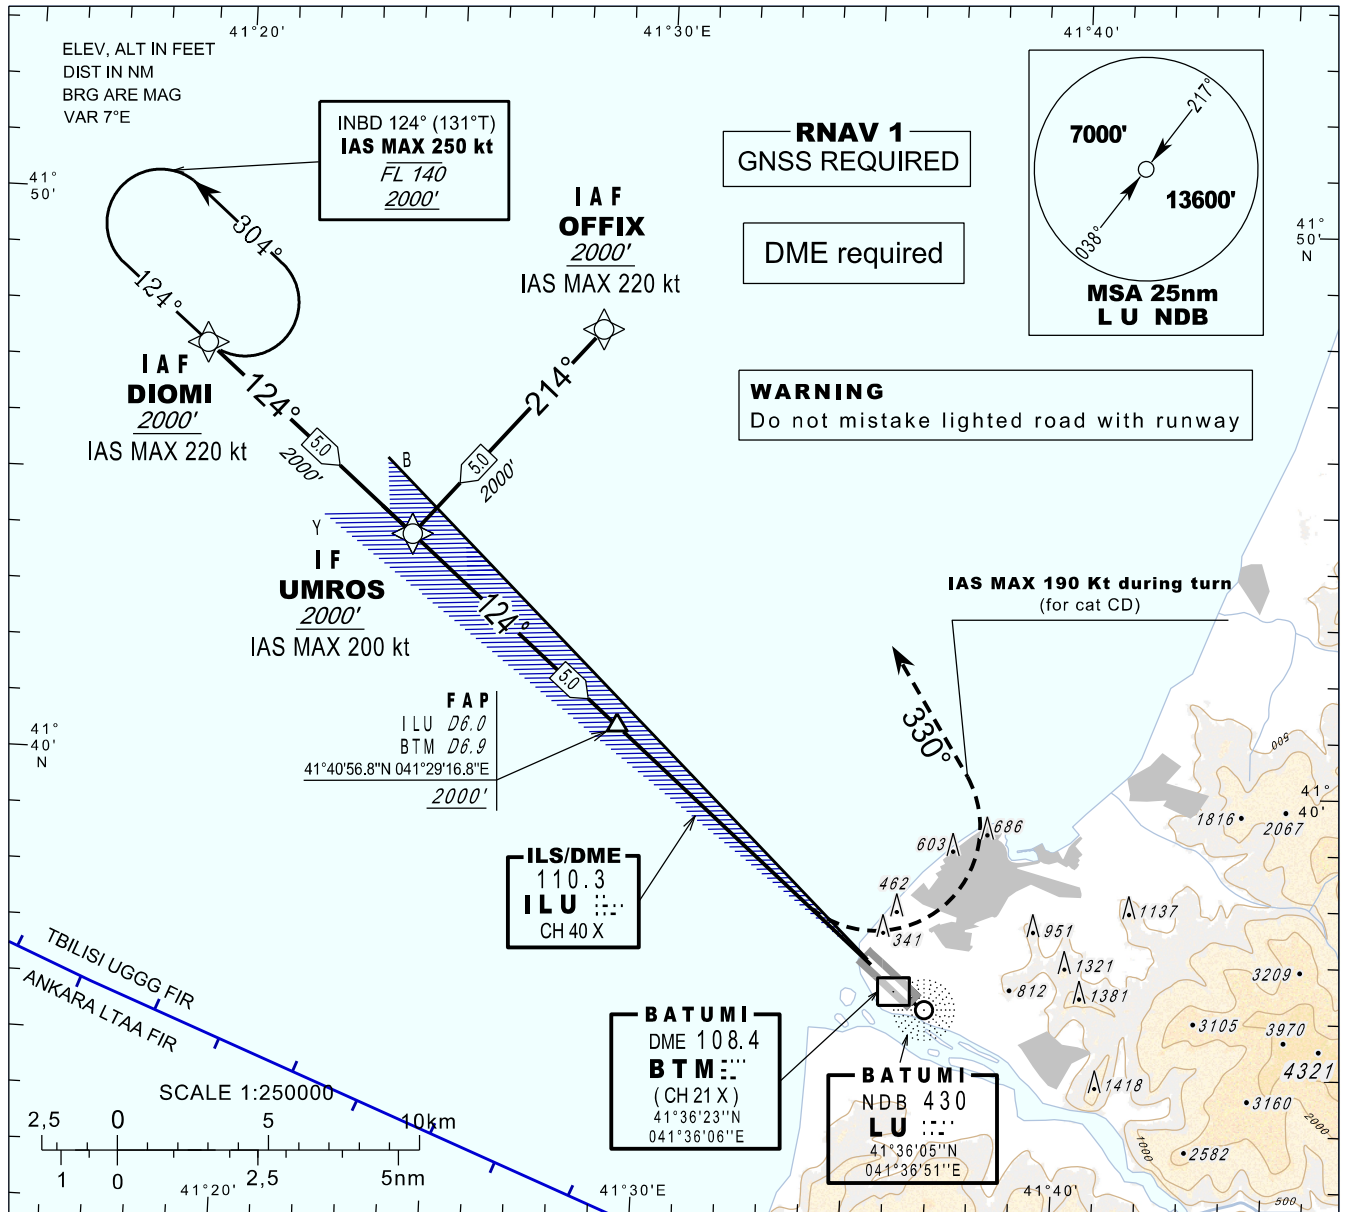 41°20'
41°30'E
41°40'
ELEV, ALT IN FEET
DIST IN NM
BRG ARE MAG
VAR 7°E
INBD 124° (131°T)
IAS MAX 250 kt
FL 140
2000'
RNAV 1
GNSS REQUIRED
DME required
7000'
13600'
217°
038°
MSA 25nm
L U NDB
41°
50'
41°
50'
N
IAF
OFFIX
2000'
IAS MAX 220 kt
304°
124°
IAF
DIOMI
2000'
IAS MAX 220 kt
124°
5.0
2000'
214°
5.0
2000'
WARNING
Do not mistake lighted road with runway
B
Y
IF
UMROS
2000'
IAS MAX 200 kt
124°
5.0
IAS MAX 190 Kt during turn
(for cat CD)
330°
FAP
ILU D6.0
BTM D6.9
41°40'56.8"N 041°29'16.8"E
2000'
41°
40'
N
41°
40'
600
1816
2067
686
603
462
341
1137
951
1321
1381
812
3209
3105
3970
4321
3160
1418
2582
1000
2000
500
ILS/DME
110.3
ILU
CH 40 X
TBILISI UGGG FIR
ANKARA LTAA FIR
BATUMI
DME 108.4
BTM
(CH 21 X)
41°36'23''N
041°36'06''E
BATUMI
NDB 430
LU
41°36'05''N
041°36'51''E
SCALE 1:250000
2,5 0 5 10km
1 0 2,5 5nm
41°20'
41°30'E
41°40'